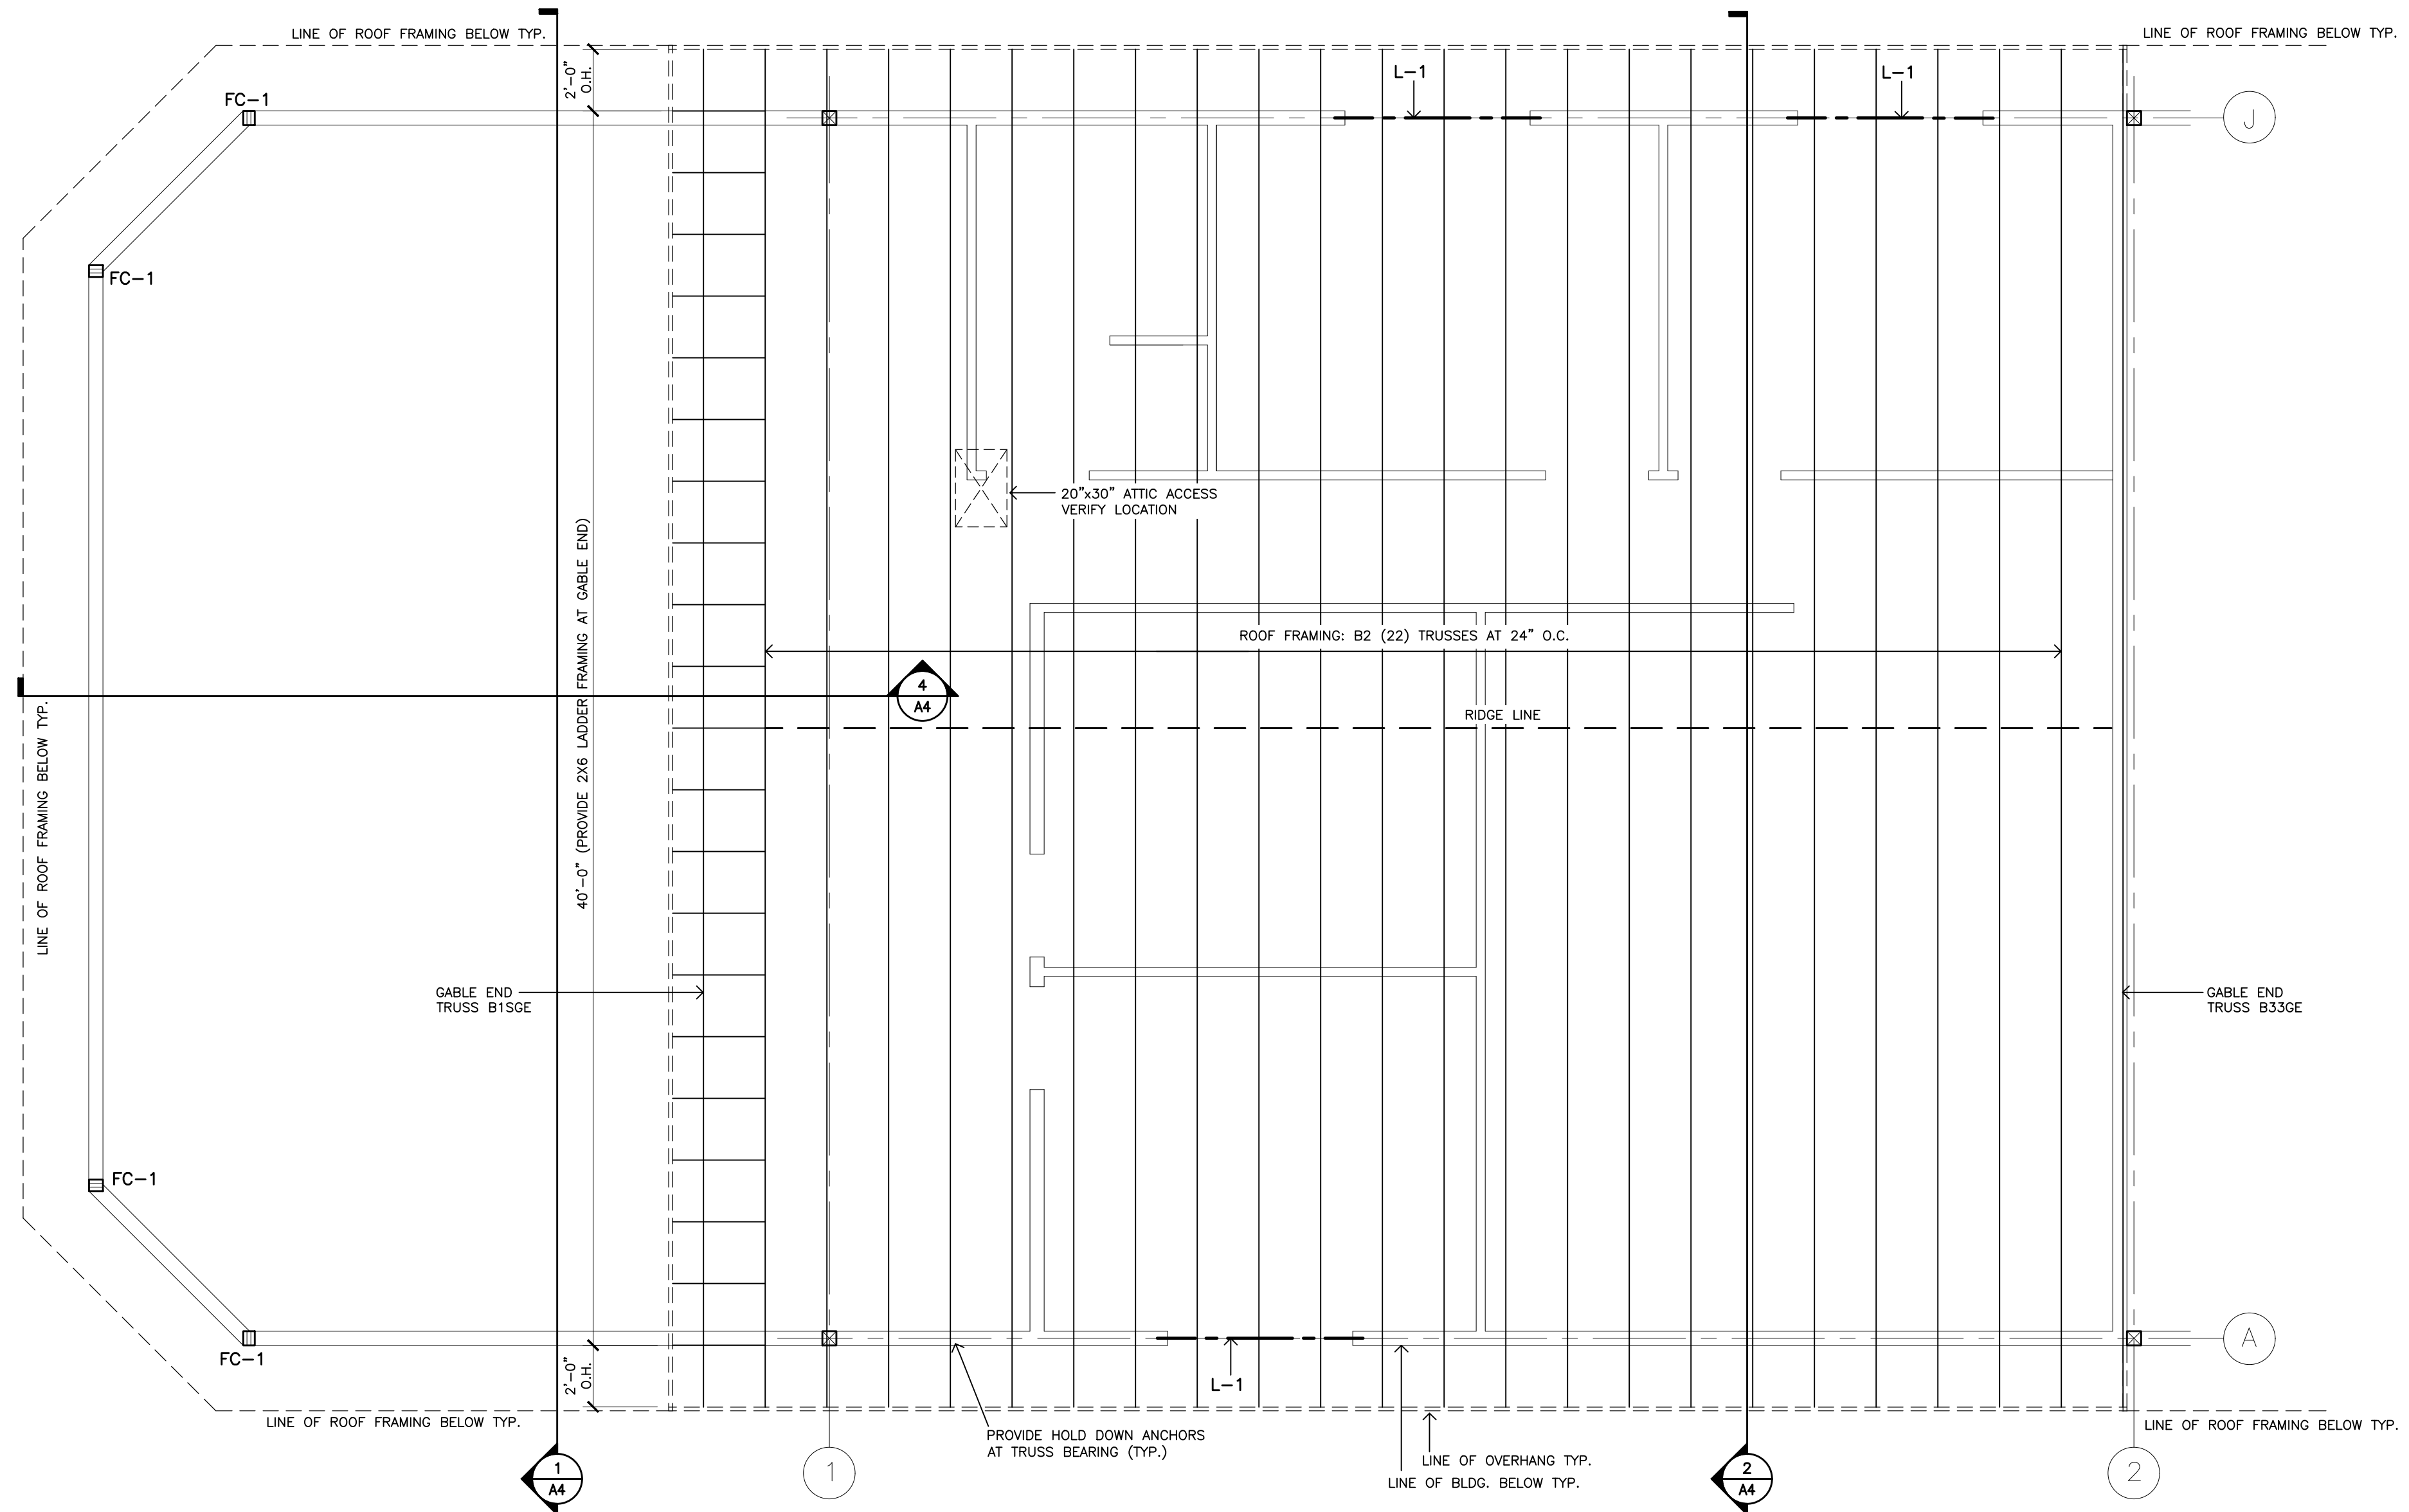 LINE OF ROOF FRAMING BELOW TYP.
LINE OF ROOF FRAMING BELOW TYP.
2'-0"
O.H.
L-1
L-1
FC-1
J
FC-1
20"x30" ATTIC ACCESS
VERIFY LOCATION
40'-0" (PROVIDE 2X6 LADDER FRAMING AT GABLE END)
ROOF FRAMING: B2 (22) TRUSSES AT 24" O.C.
4
A4
RIDGE LINE
LINE OF ROOF FRAMING BELOW TYP.
GABLE END
TRUSS B1SGE
GABLE END
TRUSS B33GE
FC-1
FC-1
A
2'-0"
O.H.
L-1
LINE OF ROOF FRAMING BELOW TYP.
LINE OF ROOF FRAMING BELOW TYP.
PROVIDE HOLD DOWN ANCHORS
AT TRUSS BEARING (TYP.)
LINE OF OVERHANG TYP.
LINE OF BLDG. BELOW TYP.
1
A4
1
2
A4
2